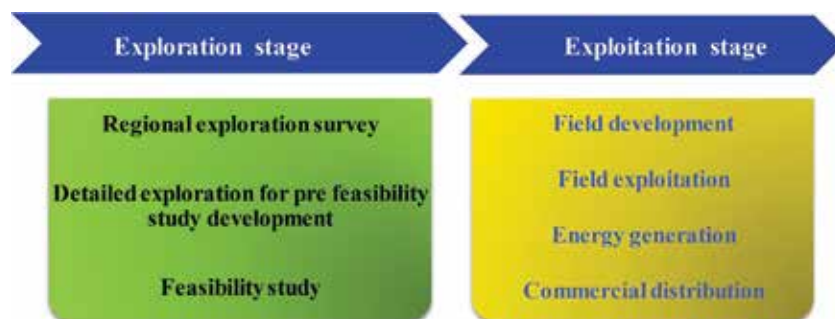 Exploration stage
Exploitation stage
Regional exploration survey
Detailed exploration for pre feasibility
study development
Feasibility study
Field development
Field exploitation
Energy generation
Commercial distribution